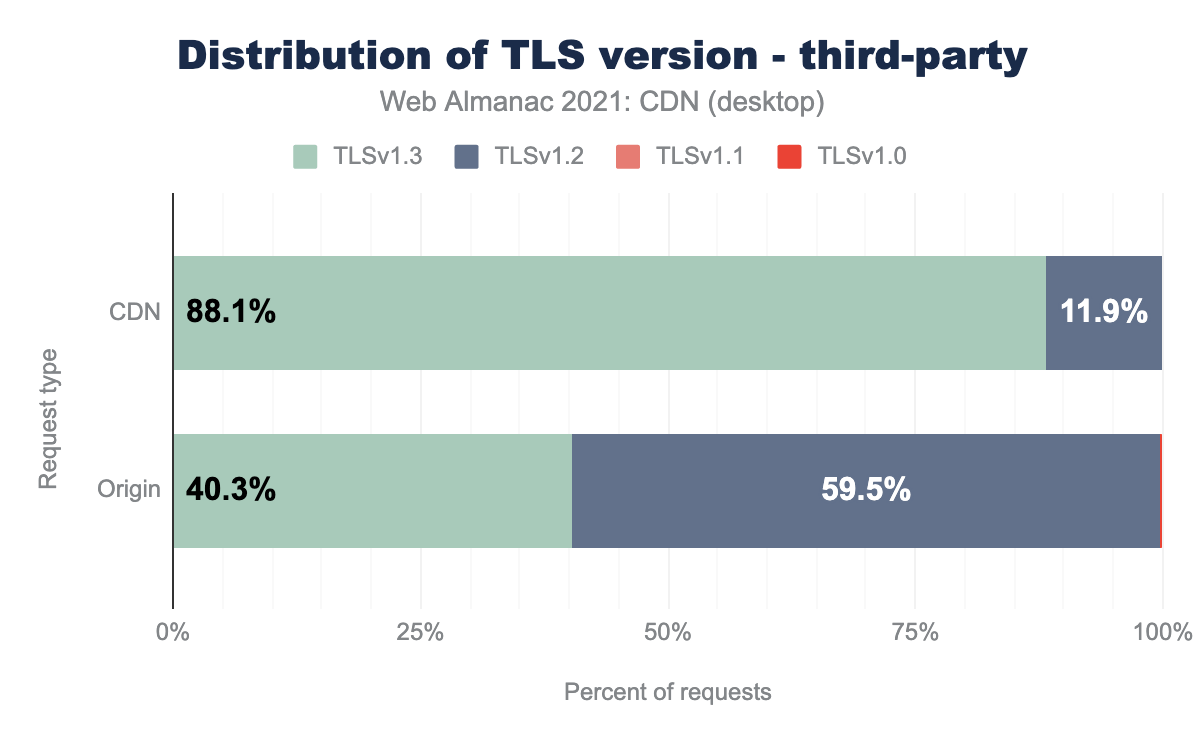 Distribution of TLS version - third-party
Web Almanac 2021: CDN (desktop)
TLSv1.3 TLSv1.2 TLSv1.1 TLSv1.0
CDN 88.1% 11.9%
Request type
Origin 40.3% 59.5%
0% 25% 50% 75% 100%
Percent of requests